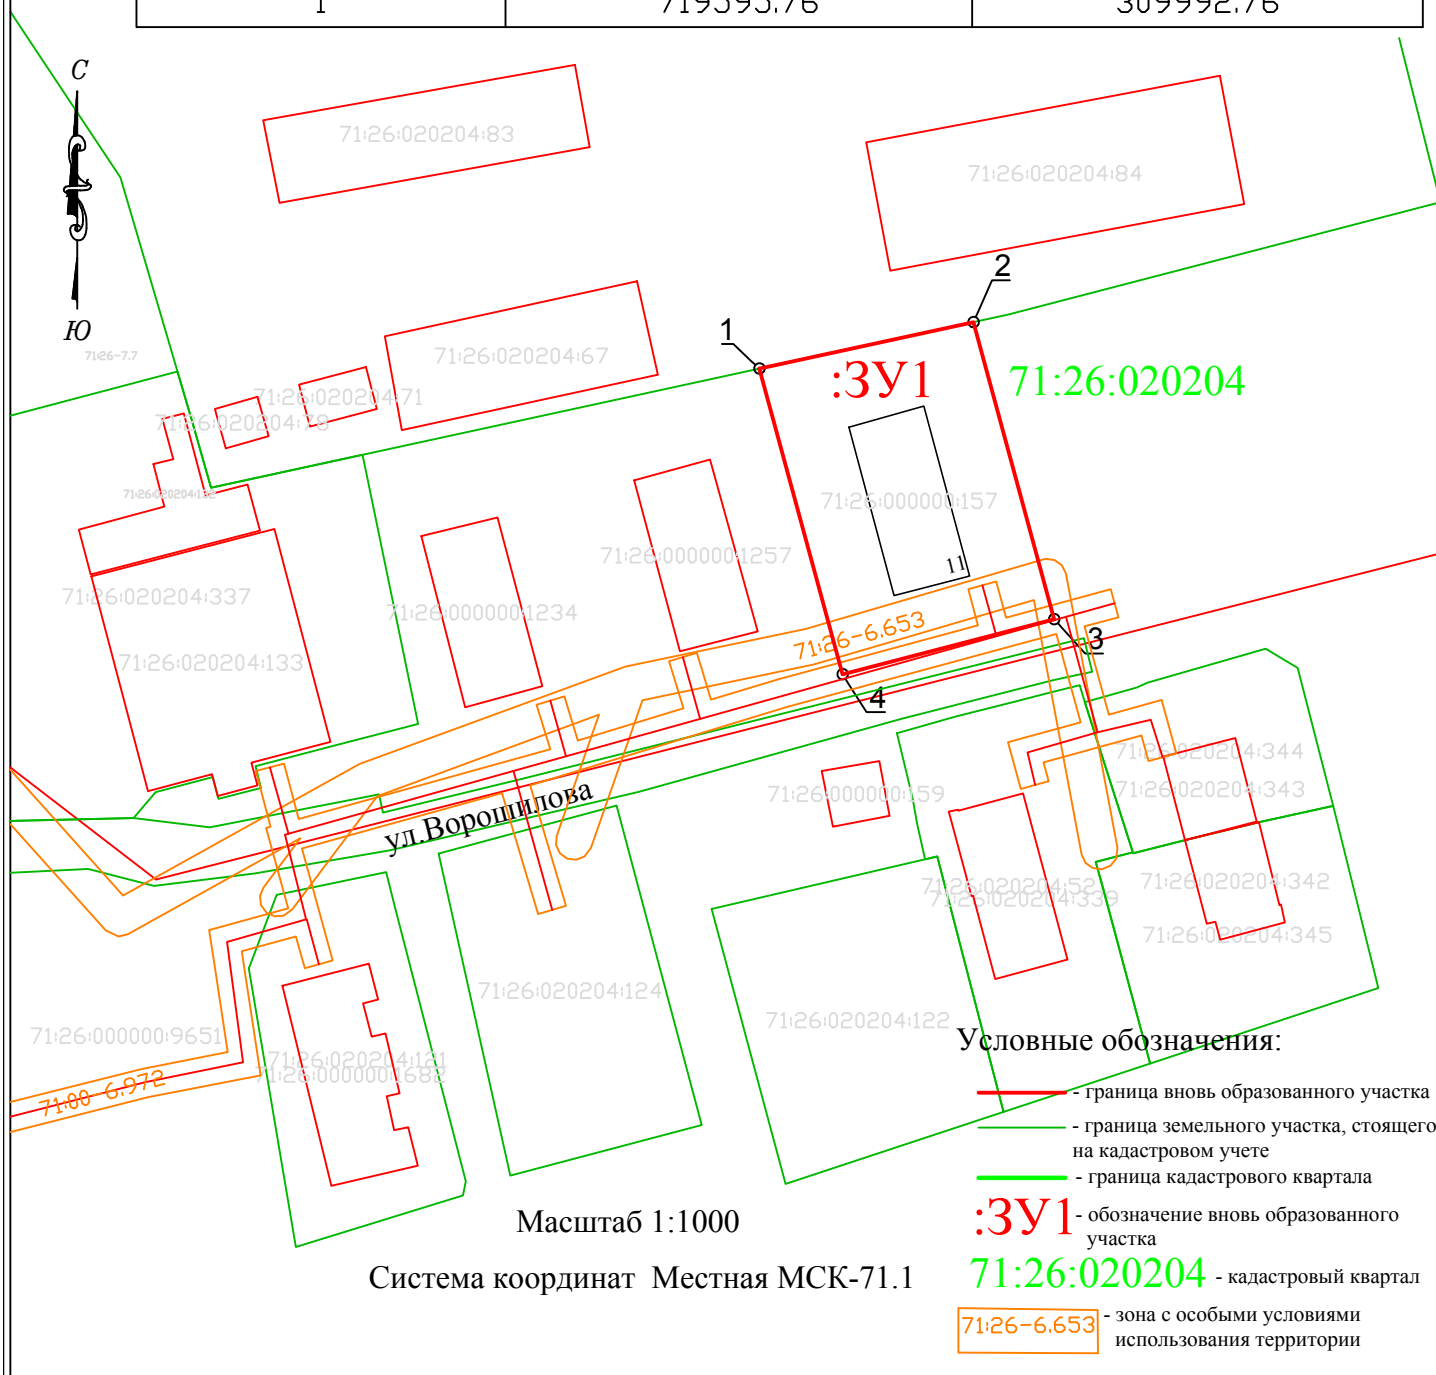 1 719595.76 309992.76
С
71:26:020204:83
71:26:020204:84
2
1
Ю
71:26-7.7
71:26:020204:67
:ЗУ1
71:26:020204
71:26:020204:71
71:26:020204:78
71:26:020204:132
71:26:000000:157
71:26:000000:1257
11
71:26:020204:337
71:26:000000:1234
71:26-6.653
3
71:26:020204:133
4
71:26:020204:344
71:26:020204:343
71:26:000000:159
ул.Ворошилова
71:26:020204:52
71:26:020204:339
71:26:020204:342
71:26:020204:345
71:26:020204:124
71:26:020204:122
71:26:000000:9651
71:26:020204:121
71:26:000000:1682
71:00-6.972
Условные обозначения:
- граница вновь образованного участка
- граница земельного участка, стоящего
на кадастровом учете
- граница кадастрового квартала
:ЗУ1 - обозначение вновь образованного
участка
Масштаб 1:1000
Система координат Местная МСК-71.1
71:26:020204 - кадастровый квартал
71:26-6.653 - зона с особыми условиями
использования территории